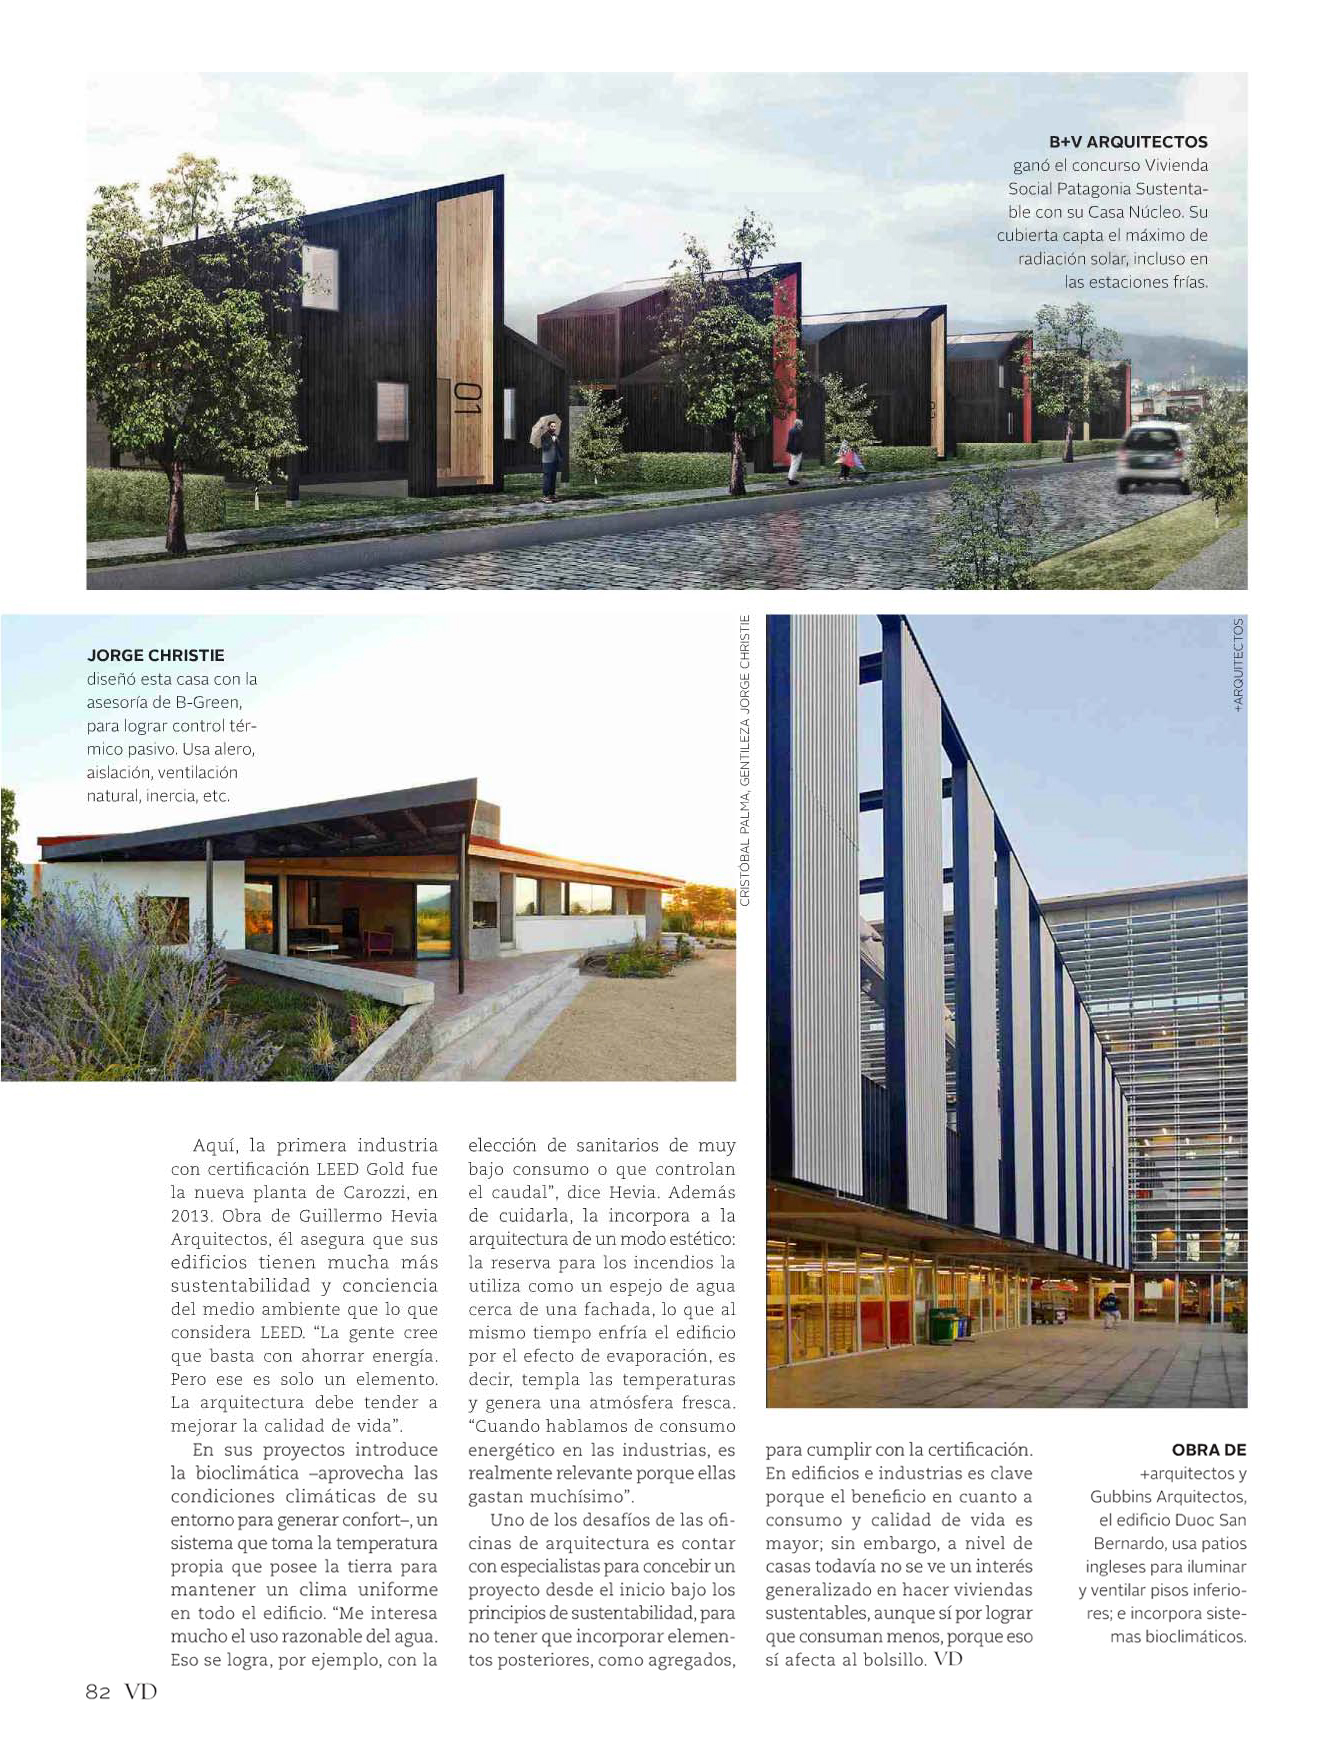 B+V ARQUITECTOS
ganó el concurso Vivienda
Social Patagonia Sustenta-
ble con su Casa Núcleo. Su
cubierta capta el máximo de
radiación solar, incluso en
las estaciones frías.
01
JORGE CHRISTIE
diseñó esta casa con la
asesoría de B-Green,
para lograr control tér-
mico pasivo. Usa alero,
aislación, ventilación
natural, inercia, etc.
CRISTÓBAL PALMA, GENTILEZA JORGE CHRISTIE
+ARQUITECTOS
Aquí, la primera industria
con certificación LEED Gold fue
la nueva planta de Carozzi, en
2013. Obra de Guillermo Hevia
Arquitectos, él asegura que sus
edificios tienen mucha más
sustentabilidad y conciencia
del medio ambiente que lo que
considera LEED. “La gente cree
que basta con ahorrar energía.
Pero ese es solo un elemento.
La arquitectura debe tender a
mejorar la calidad de vida”.
En sus proyectos introduce
la bioclimática –aprovecha las
condiciones climáticas de su
entorno para generar confort–, un
sistema que toma la temperatura
propia que posee la tierra para
mantener un clima uniforme
en todo el edificio. “Me interesa
mucho el uso razonable del agua.
Eso se logra, por ejemplo, con la
elección de sanitarios de muy
bajo consumo o que controlan
el caudal”, dice Hevia. Además
de cuidarla, la incorpora a la
arquitectura de un modo estético:
la reserva para los incendios la
utiliza como un espejo de agua
cerca de una fachada, lo que al
mismo tiempo enfría el edificio
por el efecto de evaporación, es
decir, templa las temperaturas
y genera una atmósfera fresca.
“Cuando hablamos de consumo
energético en las industrias, es
realmente relevante porque ellas
gastan muchísimo”.
Uno de los desafíos de las ofi-
cinas de arquitectura es contar
con especialistas para concebir un
proyecto desde el inicio bajo los
principios de sustentabilidad, para
no tener que incorporar elemen-
tos posteriores, como agregados,
para cumplir con la certificación.
En edificios e industrias es clave
porque el beneficio en cuanto a
consumo y calidad de vida es
mayor; sin embargo, a nivel de
casas todavía no se ve un interés
generalizado en hacer viviendas
sustentables, aunque sí por lograr
que consuman menos, porque eso
sí afecta al bolsillo. VD
OBRA DE
+arquitectos y
Gubbins Arquitectos,
el edificio Duoc San
Bernardo, usa patios
ingleses para iluminar
y ventilar pisos inferio-
res; e incorpora siste-
mas bioclimáticos.
82 VD